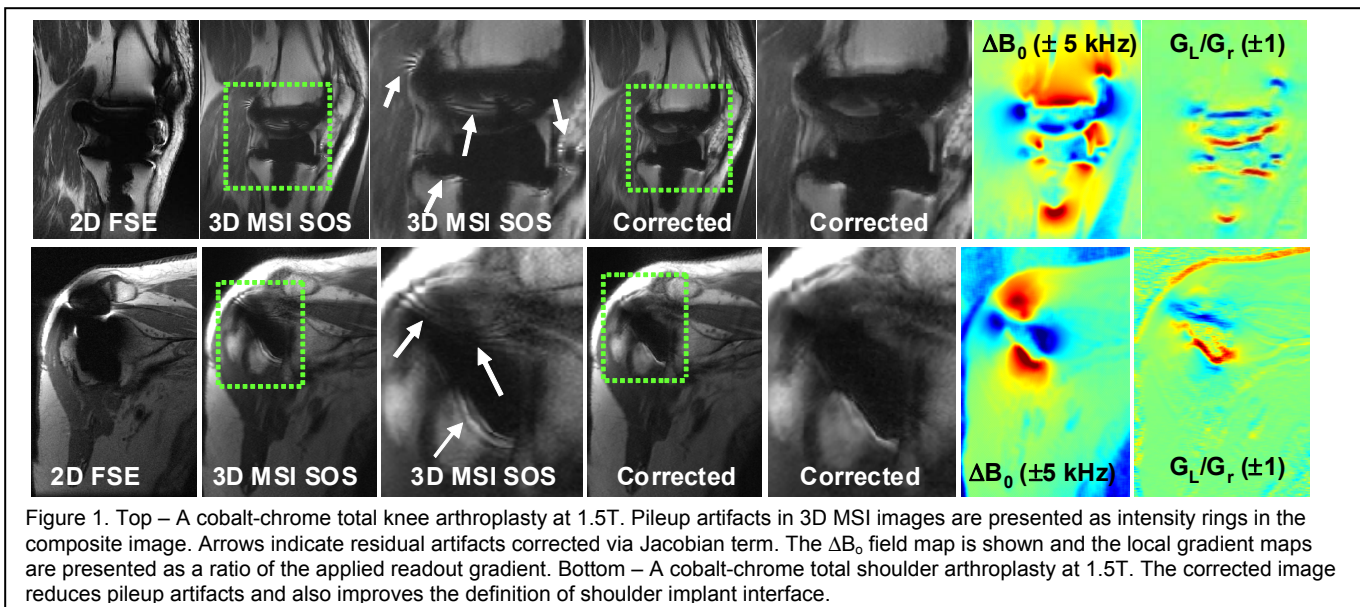 ΔB₀ (± 5 kHz) G_L/G_r (±1)
2D FSE 3D MSI SOS 3D MSI SOS Corrected Corrected
2D FSE 3D MSI SOS 3D MSI SOS Corrected Corrected ΔB₀ (±5 kHz) G_L/G_r (±1)
Figure 1. Top – A cobalt-chrome total knee arthroplasty at 1.5T. Pileup artifacts in 3D MSI images are presented as intensity rings in the
composite image. Arrows indicate residual artifacts corrected via Jacobian term. The ΔBₒ field map is shown and the local gradient maps
are presented as a ratio of the applied readout gradient. Bottom – A cobalt-chrome total shoulder arthroplasty at 1.5T. The corrected image
reduces pileup artifacts and also improves the definition of shoulder implant interface.